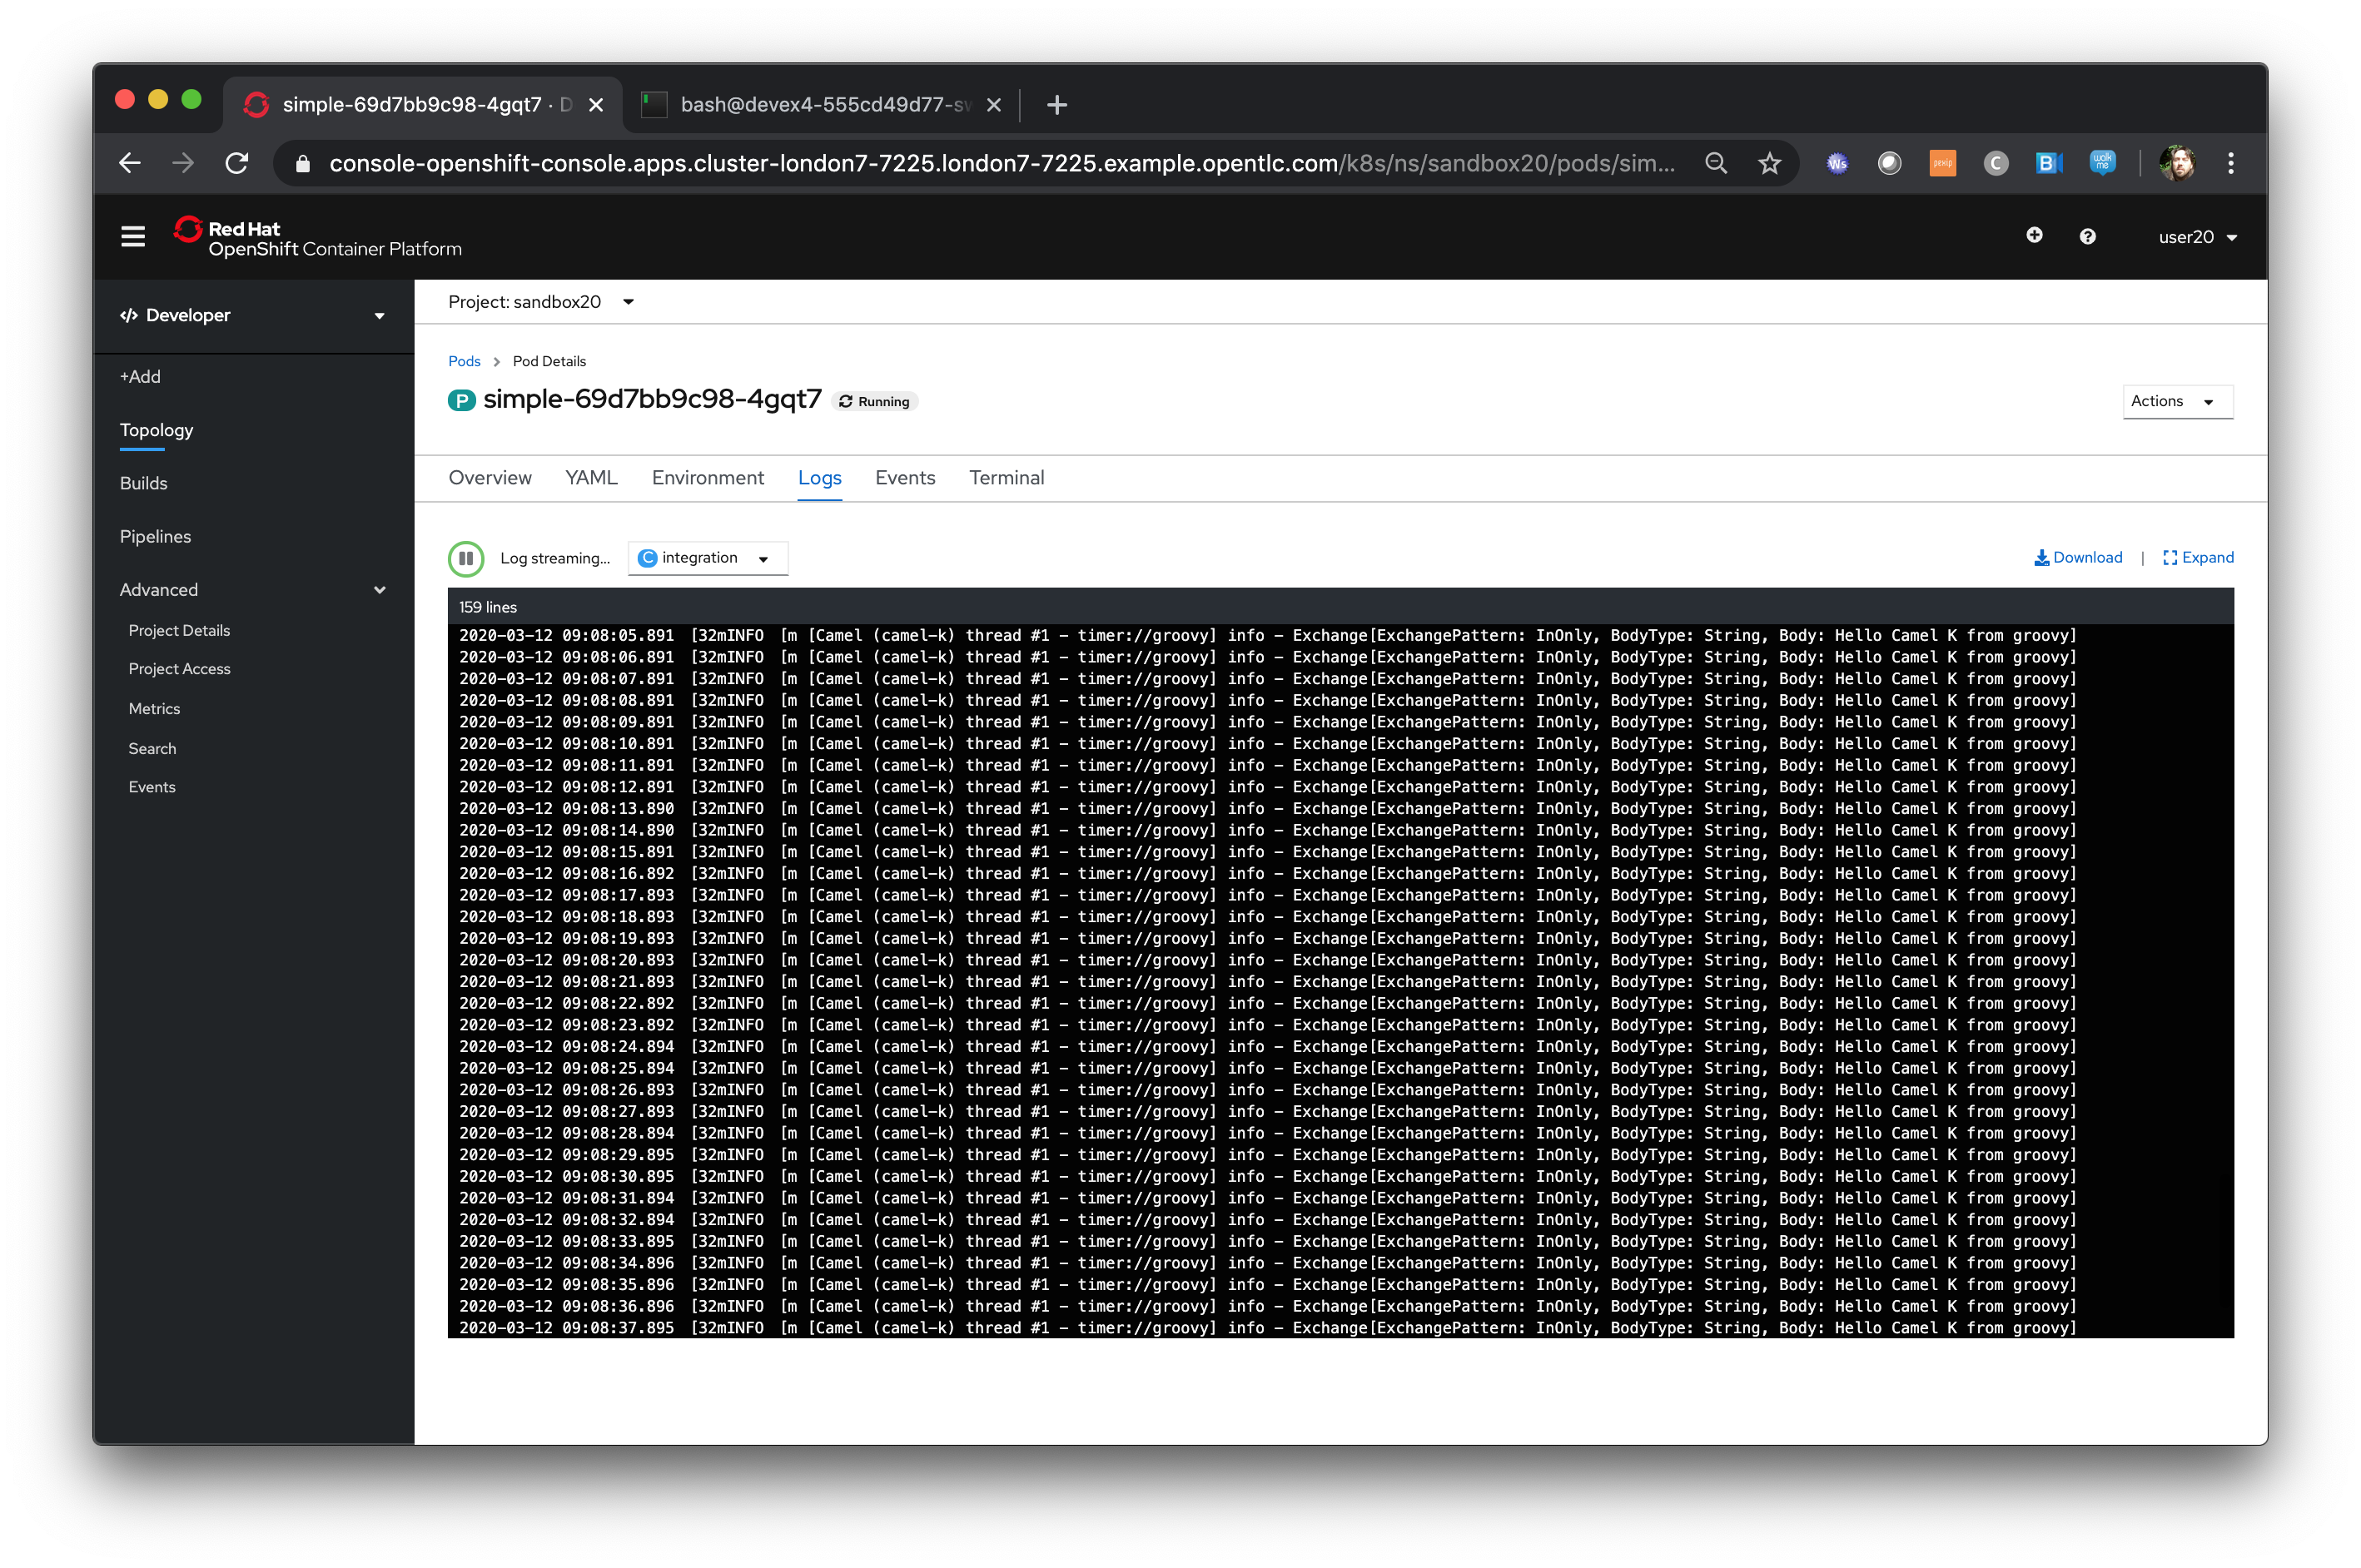 simple-69d7bb9c98-4gqt7 · D
bash@devex4-555cd49d77-sw
console-openshift-console.apps.cluster-london7-7225.london7-7225.example.opentlc.com/k8s/ns/sandbox20/pods/sim...
Ws
pexip
C
B
walk me
Red Hat
OpenShift Container Platform
user20
Developer
+Add
Topology
Builds
Pipelines
Advanced
Project Details
Project Access
Metrics
Search
Events
Project: sandbox20
Pods > Pod Details
P simple-69d7bb9c98-4gqt7 Running
Actions
Overview YAML Environment Logs Events Terminal
Log streaming... C integration
Download | Expand
159 lines
2020-03-12 09:08:05.891 [32mINFO [m [Camel (camel-k) thread #1 - timer://groovy] info - Exchange[ExchangePattern: InOnly, BodyType: String, Body: Hello Camel K from groovy]
2020-03-12 09:08:06.891 [32mINFO [m [Camel (camel-k) thread #1 - timer://groovy] info - Exchange[ExchangePattern: InOnly, BodyType: String, Body: Hello Camel K from groovy]
2020-03-12 09:08:07.891 [32mINFO [m [Camel (camel-k) thread #1 - timer://groovy] info - Exchange[ExchangePattern: InOnly, BodyType: String, Body: Hello Camel K from groovy]
2020-03-12 09:08:08.891 [32mINFO [m [Camel (camel-k) thread #1 - timer://groovy] info - Exchange[ExchangePattern: InOnly, BodyType: String, Body: Hello Camel K from groovy]
2020-03-12 09:08:09.891 [32mINFO [m [Camel (camel-k) thread #1 - timer://groovy] info - Exchange[ExchangePattern: InOnly, BodyType: String, Body: Hello Camel K from groovy]
2020-03-12 09:08:10.891 [32mINFO [m [Camel (camel-k) thread #1 - timer://groovy] info - Exchange[ExchangePattern: InOnly, BodyType: String, Body: Hello Camel K from groovy]
2020-03-12 09:08:11.891 [32mINFO [m [Camel (camel-k) thread #1 - timer://groovy] info - Exchange[ExchangePattern: InOnly, BodyType: String, Body: Hello Camel K from groovy]
2020-03-12 09:08:12.891 [32mINFO [m [Camel (camel-k) thread #1 - timer://groovy] info - Exchange[ExchangePattern: InOnly, BodyType: String, Body: Hello Camel K from groovy]
2020-03-12 09:08:13.890 [32mINFO [m [Camel (camel-k) thread #1 - timer://groovy] info - Exchange[ExchangePattern: InOnly, BodyType: String, Body: Hello Camel K from groovy]
2020-03-12 09:08:14.890 [32mINFO [m [Camel (camel-k) thread #1 - timer://groovy] info - Exchange[ExchangePattern: InOnly, BodyType: String, Body: Hello Camel K from groovy]
2020-03-12 09:08:15.891 [32mINFO [m [Camel (camel-k) thread #1 - timer://groovy] info - Exchange[ExchangePattern: InOnly, BodyType: String, Body: Hello Camel K from groovy]
2020-03-12 09:08:16.892 [32mINFO [m [Camel (camel-k) thread #1 - timer://groovy] info - Exchange[ExchangePattern: InOnly, BodyType: String, Body: Hello Camel K from groovy]
2020-03-12 09:08:17.893 [32mINFO [m [Camel (camel-k) thread #1 - timer://groovy] info - Exchange[ExchangePattern: InOnly, BodyType: String, Body: Hello Camel K from groovy]
2020-03-12 09:08:18.893 [32mINFO [m [Camel (camel-k) thread #1 - timer://groovy] info - Exchange[ExchangePattern: InOnly, BodyType: String, Body: Hello Camel K from groovy]
2020-03-12 09:08:19.893 [32mINFO [m [Camel (camel-k) thread #1 - timer://groovy] info - Exchange[ExchangePattern: InOnly, BodyType: String, Body: Hello Camel K from groovy]
2020-03-12 09:08:20.893 [32mINFO [m [Camel (camel-k) thread #1 - timer://groovy] info - Exchange[ExchangePattern: InOnly, BodyType: String, Body: Hello Camel K from groovy]
2020-03-12 09:08:21.893 [32mINFO [m [Camel (camel-k) thread #1 - timer://groovy] info - Exchange[ExchangePattern: InOnly, BodyType: String, Body: Hello Camel K from groovy]
2020-03-12 09:08:22.892 [32mINFO [m [Camel (camel-k) thread #1 - timer://groovy] info - Exchange[ExchangePattern: InOnly, BodyType: String, Body: Hello Camel K from groovy]
2020-03-12 09:08:23.892 [32mINFO [m [Camel (camel-k) thread #1 - timer://groovy] info - Exchange[ExchangePattern: InOnly, BodyType: String, Body: Hello Camel K from groovy]
2020-03-12 09:08:24.894 [32mINFO [m [Camel (camel-k) thread #1 - timer://groovy] info - Exchange[ExchangePattern: InOnly, BodyType: String, Body: Hello Camel K from groovy]
2020-03-12 09:08:25.894 [32mINFO [m [Camel (camel-k) thread #1 - timer://groovy] info - Exchange[ExchangePattern: InOnly, BodyType: String, Body: Hello Camel K from groovy]
2020-03-12 09:08:26.893 [32mINFO [m [Camel (camel-k) thread #1 - timer://groovy] info - Exchange[ExchangePattern: InOnly, BodyType: String, Body: Hello Camel K from groovy]
2020-03-12 09:08:27.893 [32mINFO [m [Camel (camel-k) thread #1 - timer://groovy] info - Exchange[ExchangePattern: InOnly, BodyType: String, Body: Hello Camel K from groovy]
2020-03-12 09:08:28.894 [32mINFO [m [Camel (camel-k) thread #1 - timer://groovy] info - Exchange[ExchangePattern: InOnly, BodyType: String, Body: Hello Camel K from groovy]
2020-03-12 09:08:29.895 [32mINFO [m [Camel (camel-k) thread #1 - timer://groovy] info - Exchange[ExchangePattern: InOnly, BodyType: String, Body: Hello Camel K from groovy]
2020-03-12 09:08:30.895 [32mINFO [m [Camel (camel-k) thread #1 - timer://groovy] info - Exchange[ExchangePattern: InOnly, BodyType: String, Body: Hello Camel K from groovy]
2020-03-12 09:08:31.894 [32mINFO [m [Camel (camel-k) thread #1 - timer://groovy] info - Exchange[ExchangePattern: InOnly, BodyType: String, Body: Hello Camel K from groovy]
2020-03-12 09:08:32.894 [32mINFO [m [Camel (camel-k) thread #1 - timer://groovy] info - Exchange[ExchangePattern: InOnly, BodyType: String, Body: Hello Camel K from groovy]
2020-03-12 09:08:33.895 [32mINFO [m [Camel (camel-k) thread #1 - timer://groovy] info - Exchange[ExchangePattern: InOnly, BodyType: String, Body: Hello Camel K from groovy]
2020-03-12 09:08:34.896 [32mINFO [m [Camel (camel-k) thread #1 - timer://groovy] info - Exchange[ExchangePattern: InOnly, BodyType: String, Body: Hello Camel K from groovy]
2020-03-12 09:08:35.896 [32mINFO [m [Camel (camel-k) thread #1 - timer://groovy] info - Exchange[ExchangePattern: InOnly, BodyType: String, Body: Hello Camel K from groovy]
2020-03-12 09:08:36.896 [32mINFO [m [Camel (camel-k) thread #1 - timer://groovy] info - Exchange[ExchangePattern: InOnly, BodyType: String, Body: Hello Camel K from groovy]
2020-03-12 09:08:37.895 [32mINFO [m [Camel (camel-k) thread #1 - timer://groovy] info - Exchange[ExchangePattern: InOnly, BodyType: String, Body: Hello Camel K from groovy]